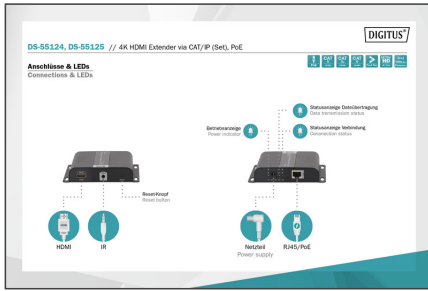 DIGITUS®
DS-55124, DS-55125 // 4K HDMI Extender via CAT/IP (Set), PoE
Anschlüsse & LEDs
Connections & LEDs
Statusanzeige Datenübertragung
Data transmission status
Betriebsanzeige
Power indicator
Statusanzeige Verbindung
Connection status
Reset-Knopf
Reset button
HDMI
IR
Netzteil
Power supply
RJ45/PoE